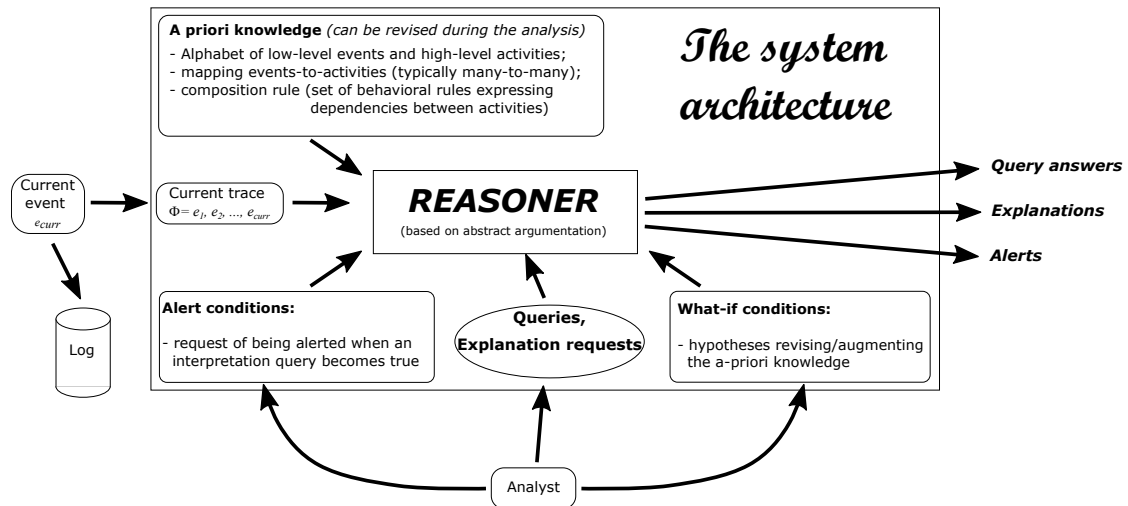 A priori knowledge (can be revised during the analysis)
- Alphabet of low-level events and high-level activities;
- mapping events-to-activities (typically many-to-many);
- composition rule (set of behavioral rules expressing
dependencies between activities)
The system
architecture
Current
event
e_curr
Current trace
Φ= e_1, e_2, ..., e_curr
REASONER
(based on abstract argumentation)
Query answers
Explanations
Alerts
Log
Alert conditions:
- request of being alerted when an
interpretation query becomes true
Queries,
Explanation requests
What-if conditions:
- hypotheses revising/augmenting
the a-priori knowledge
Analyst